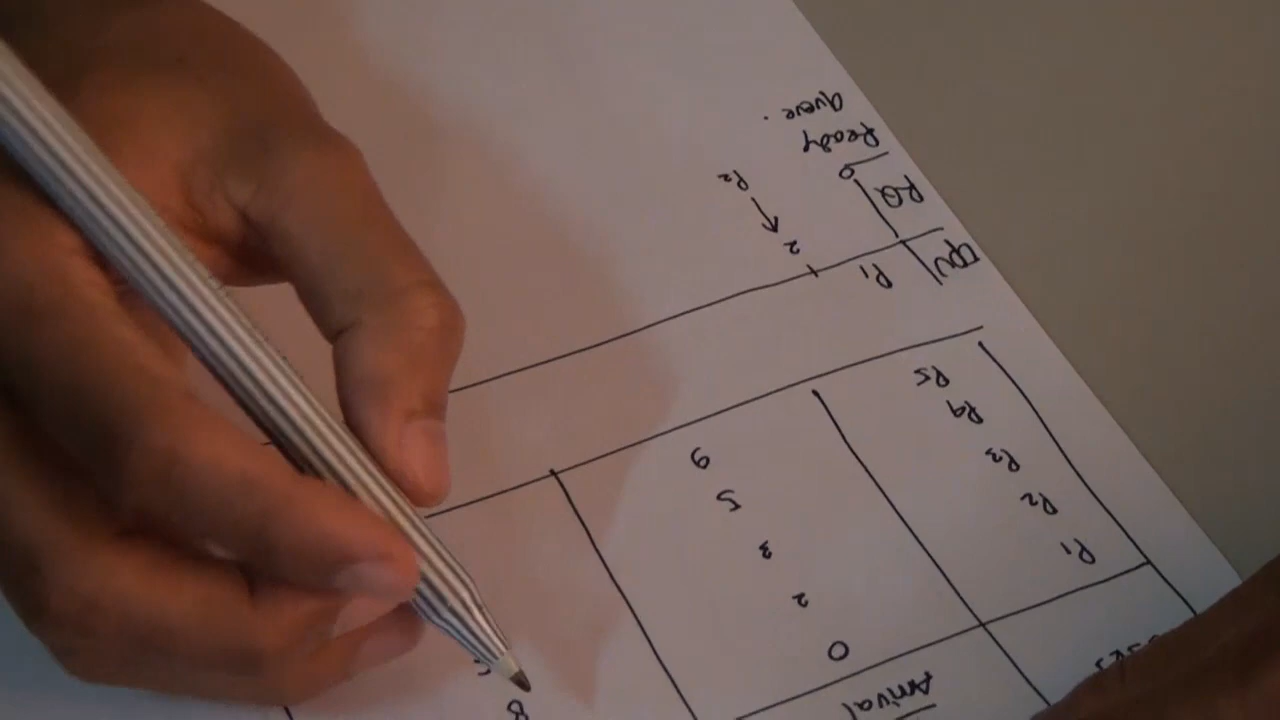 Arrival
P1 0 8
P2 2
P3 3
P4 5
P5 6
CPU P1
RQ 0 2 ← P2
Ready
Queue.